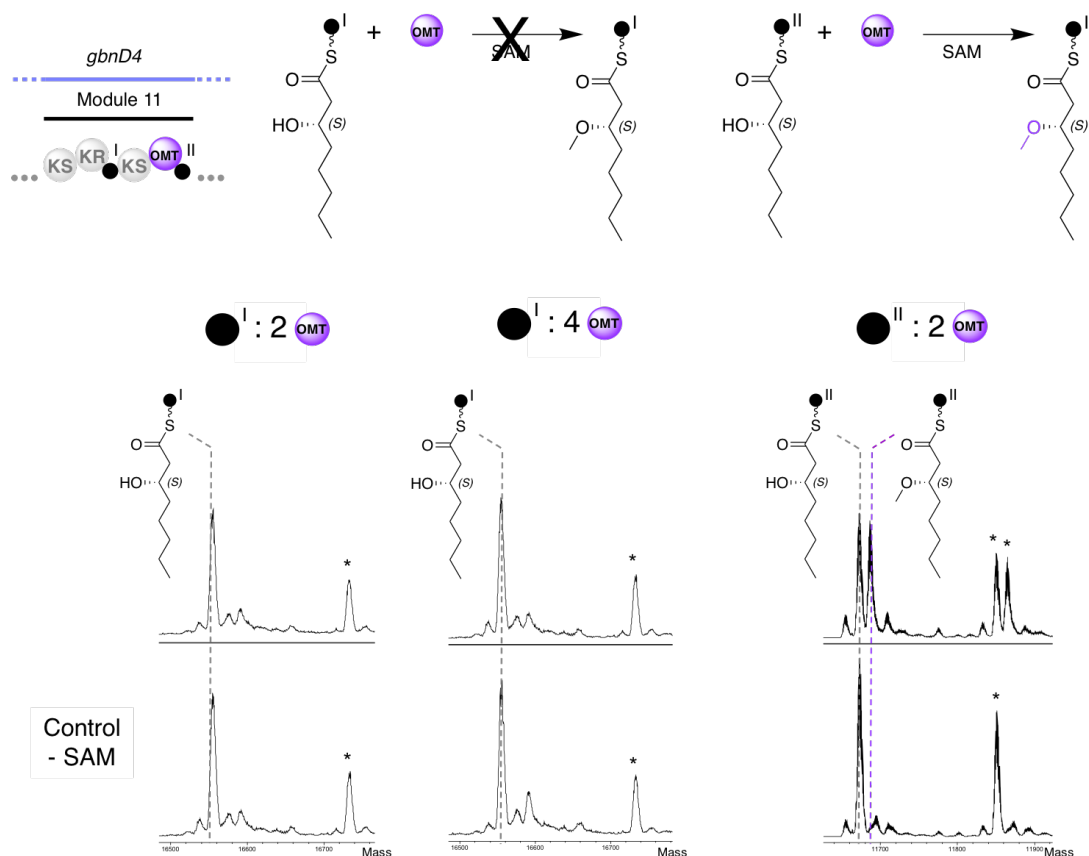 gbnD4
Module 11
KS KR I KS OMT II
I + OMT SAM I
S
O
HO (S)
S
O
O (S)
II + OMT SAM I
S
O
HO (S)
S
O
O (S)
I : 2 OMT
I : 4 OMT
II : 2 OMT
I
S
O
HO (S)
*
I
S
O
HO (S)
*
II
S
O
HO (S)
II
S
O
O (S)
* *
Control
- SAM
*
*
*
16500 16600 16700 Mass
16500 16600 16700 Mass
11700 11800 11900 Mass